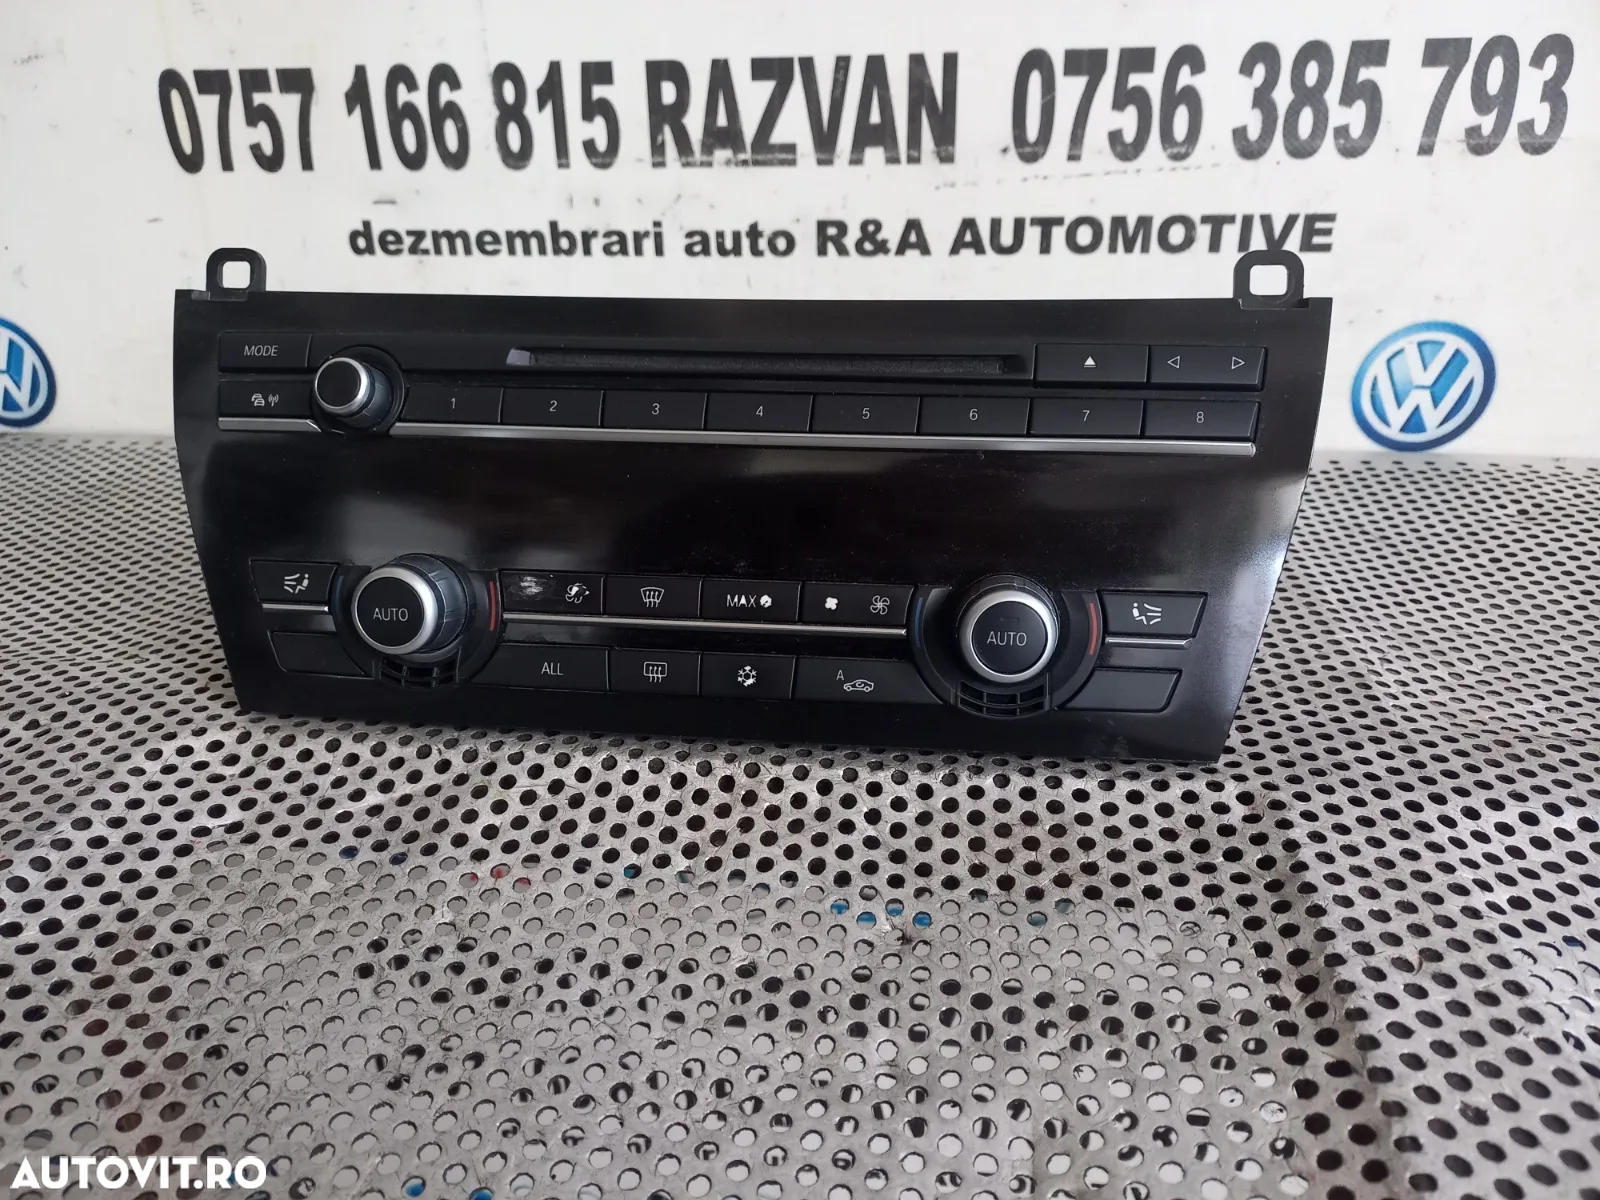 0757 166 815 RAZVAN 0756 385 793
dezmembrari auto R&A AUTOMOTIVE
MODE
1 2 3 4 5 6 7 8
AUTO
MAX
AUTO
ALL
A
AUTOVIT.RO